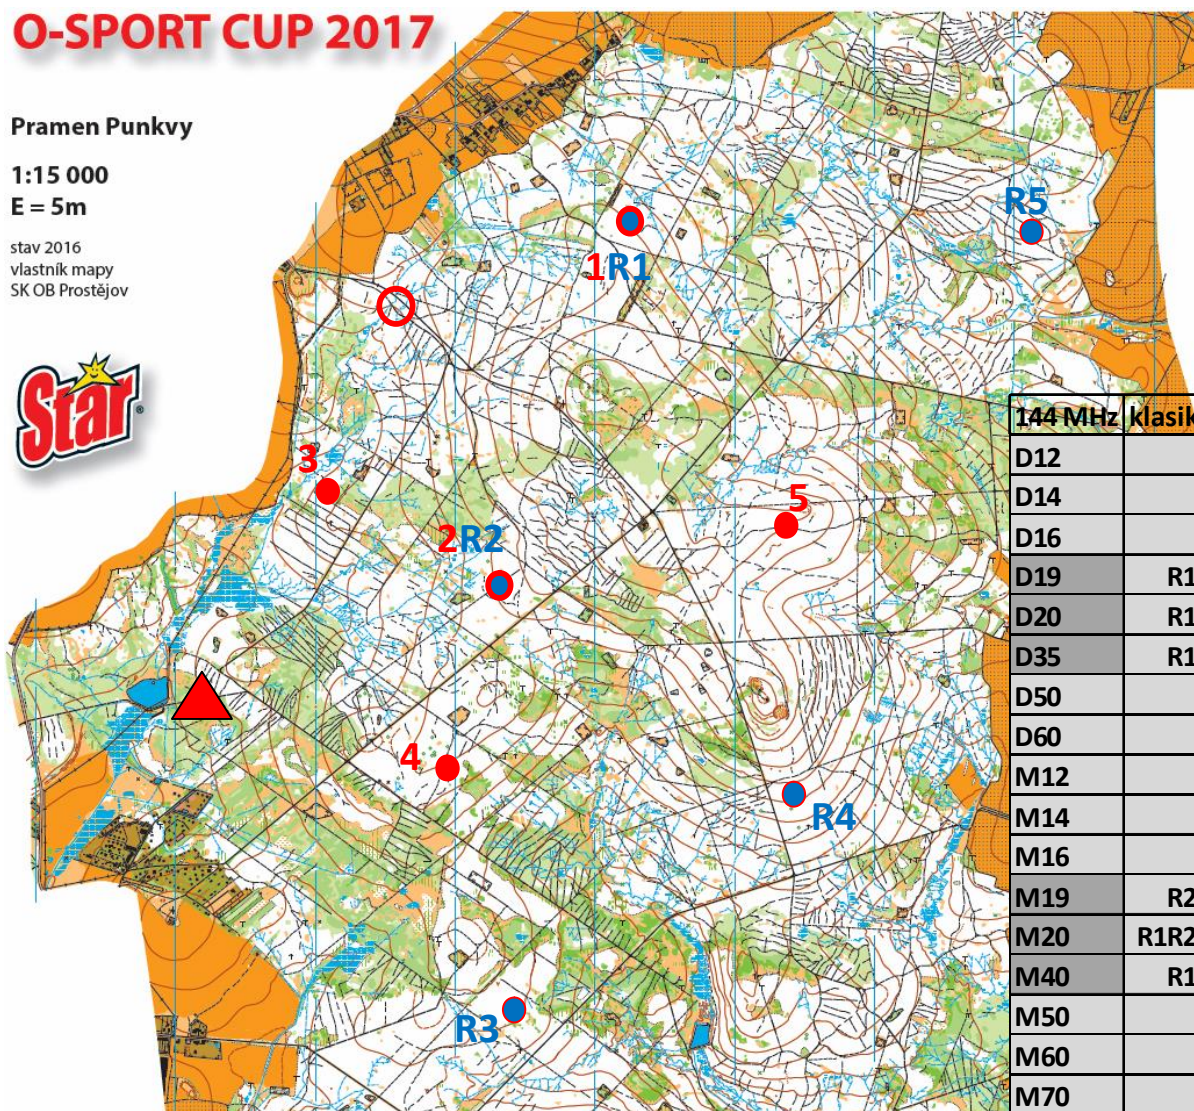 O-SPORT CUP 2017
Pramen Punkvy
1:15 000
E = 5m
stav 2016
vlastník mapy
SK OB Prostějov
Star
R5
1R1
3
5
2R2
4
R4
R3
144 MHz klasik
D12
D14
D16
D19 R1
D20 R1
D35 R1
D50
D60
M12
M14
M16
M19 R2
M20 R1R2
M40 R1
M50
M60
M70